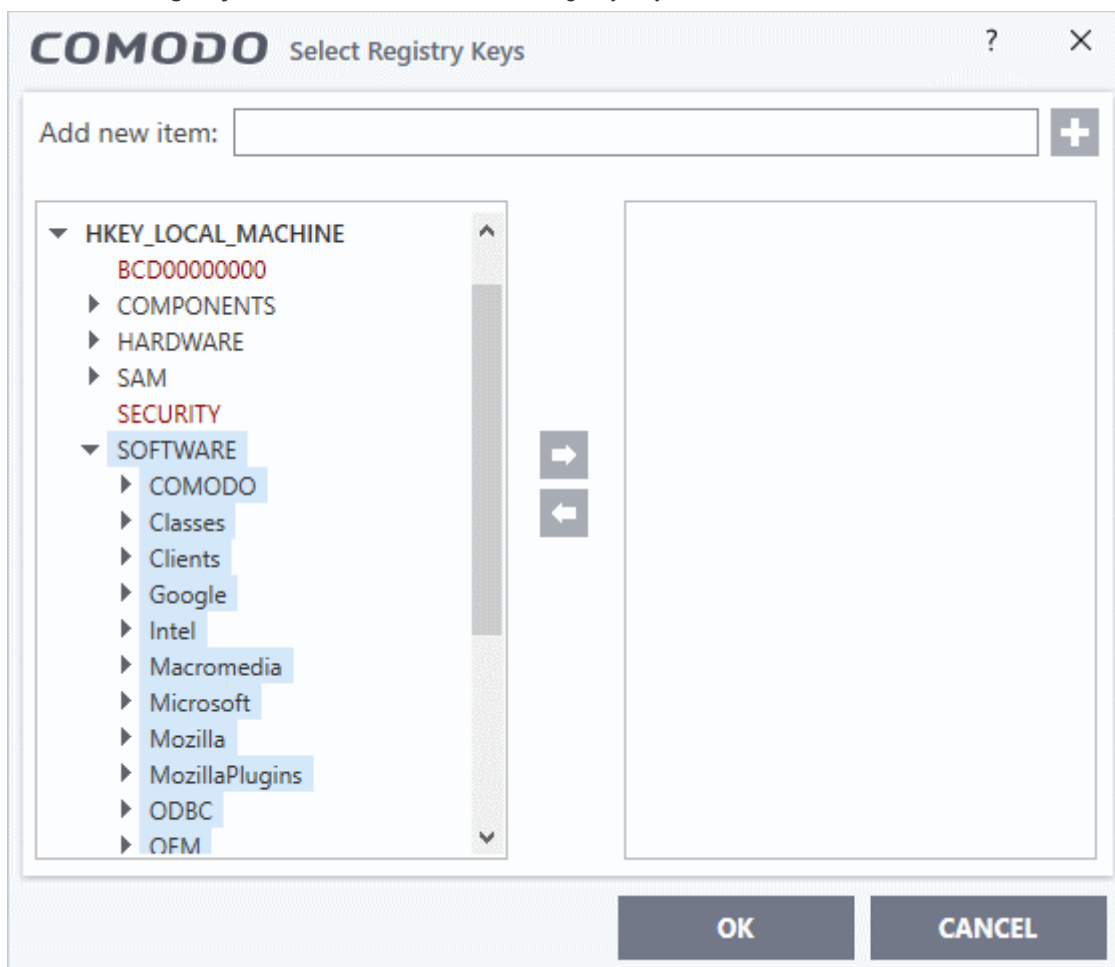 COMODO Select Registry Keys ? ×
Add new item:
HKEY_LOCAL_MACHINE
BCD00000000
COMPONENTS
HARDWARE
SAM
SECURITY
SOFTWARE
COMODO
Classes
Clients
Google
Intel
Macromedia
Microsoft
Mozilla
MozillaPlugins
ODBC
OEM
OK CANCEL